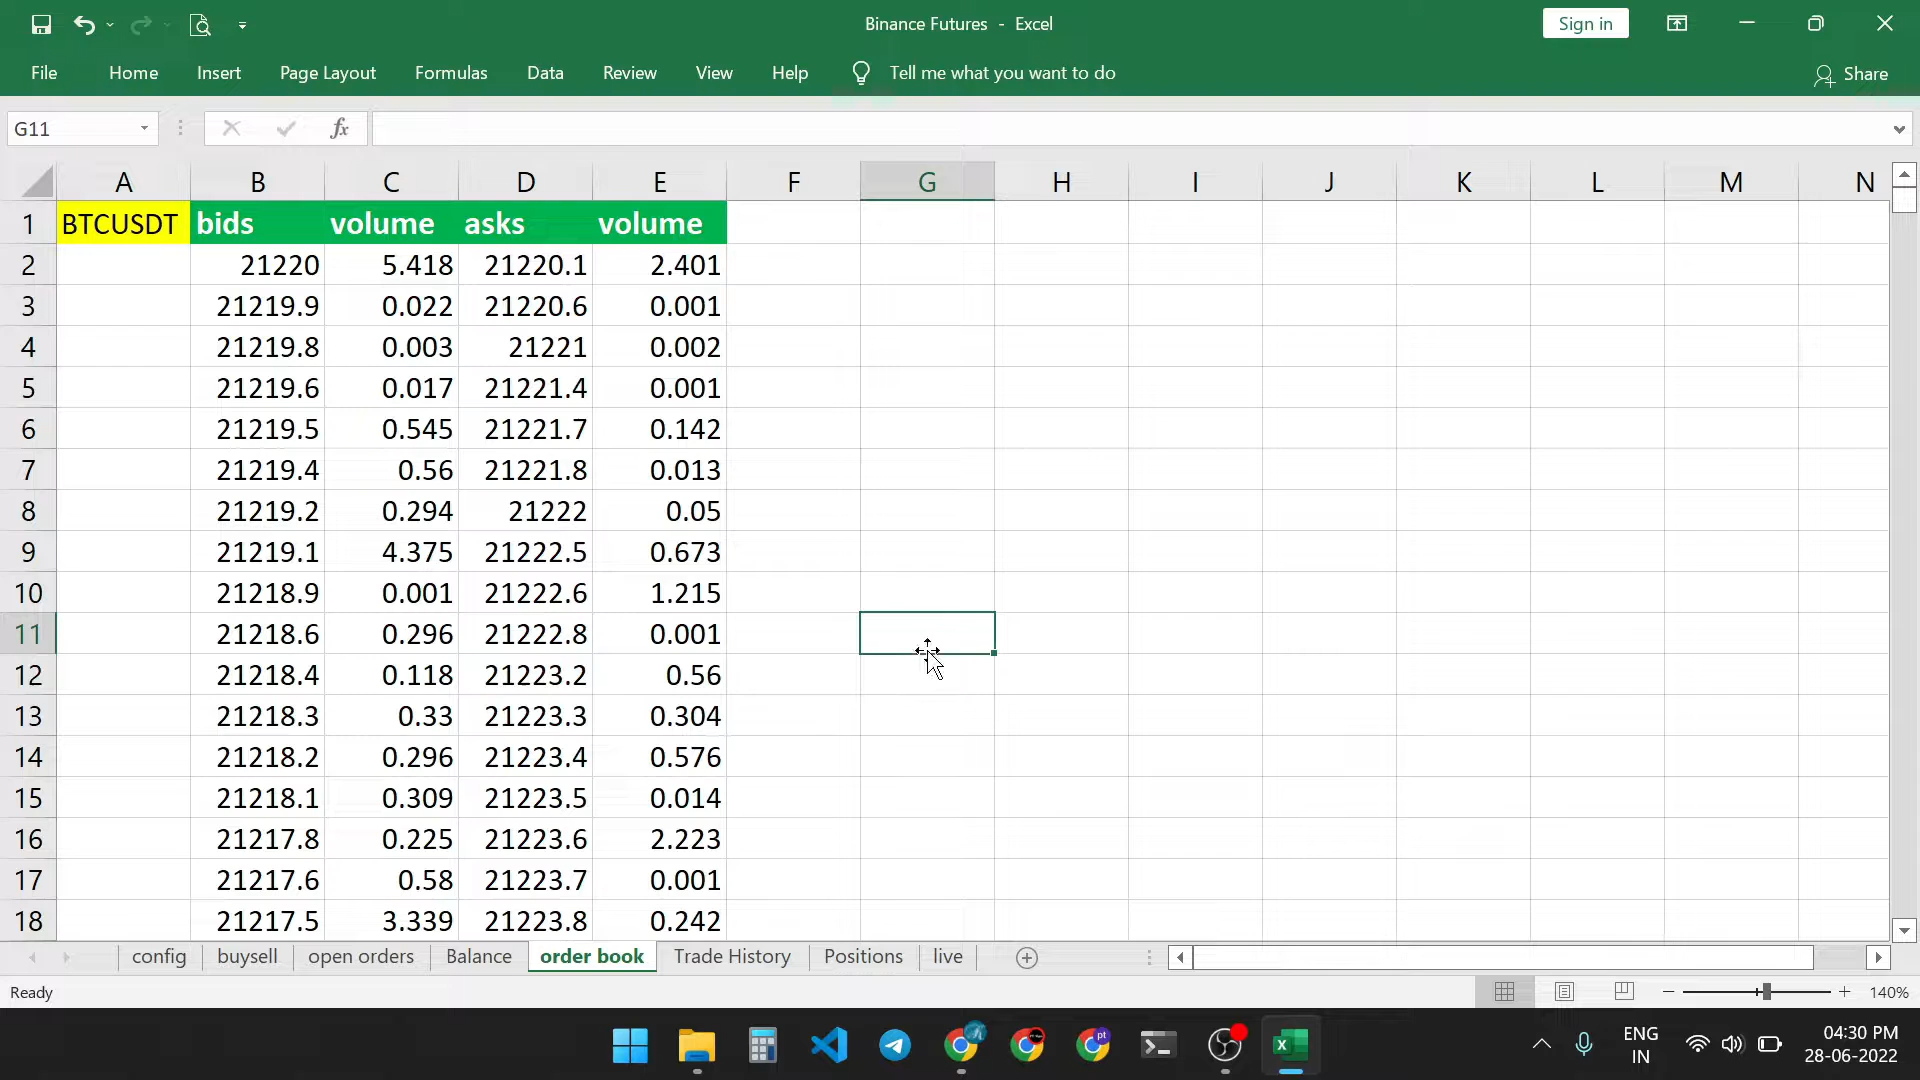 Binance Futures - Excel
Sign in
File Home Insert Page Layout Formulas Data Review View Help Tell me what you want to do Share
G11 fx
A B C D E F G H I J K L M N
1 BTCUSDT bids volume asks volume
2 21220 5.418 21220.1 2.401
3 21219.9 0.022 21220.6 0.001
4 21219.8 0.003 21221 0.002
5 21219.6 0.017 21221.4 0.001
6 21219.5 0.545 21221.7 0.142
7 21219.4 0.56 21221.8 0.013
8 21219.2 0.294 21222 0.05
9 21219.1 4.375 21222.5 0.673
10 21218.9 0.001 21222.6 1.215
11 21218.6 0.296 21222.8 0.001
12 21218.4 0.118 21223.2 0.56
13 21218.3 0.33 21223.3 0.304
14 21218.2 0.296 21223.4 0.576
15 21218.1 0.309 21223.5 0.014
16 21217.8 0.225 21223.6 2.223
17 21217.6 0.58 21223.7 0.001
18 21217.5 3.339 21223.8 0.242
config buysell open orders Balance order book Trade History Positions live
Ready 140%
pt
ENG 04:30 PM
IN 28-06-2022